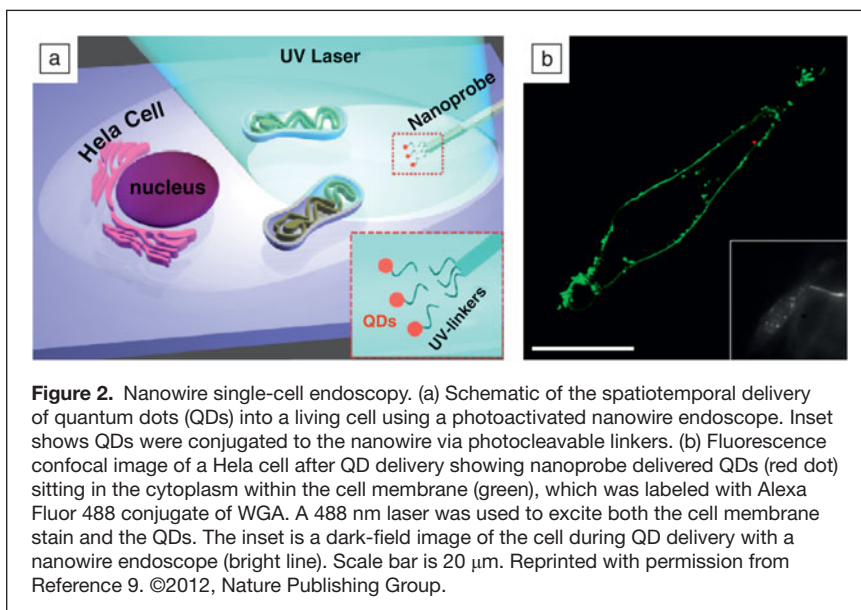 a
UV Laser
Nanoprobe
Hela Cell
nucleus
QDs
UV-linkers
b
Figure 2. Nanowire single-cell endoscopy. (a) Schematic of the spatiotemporal delivery
of quantum dots (QDs) into a living cell using a photoactivated nanowire endoscope. Inset
shows QDs were conjugated to the nanowire via photocleavable linkers. (b) Fluorescence
confocal image of a Hela cell after QD delivery showing nanoprobe delivered QDs (red dot)
sitting in the cytoplasm within the cell membrane (green), which was labeled with Alexa
Fluor 488 conjugate of WGA. A 488 nm laser was used to excite both the cell membrane
stain and the QDs. The inset is a dark-field image of the cell during QD delivery with a
nanowire endoscope (bright line). Scale bar is 20 μm. Reprinted with permission from
Reference 9. ©2012, Nature Publishing Group.